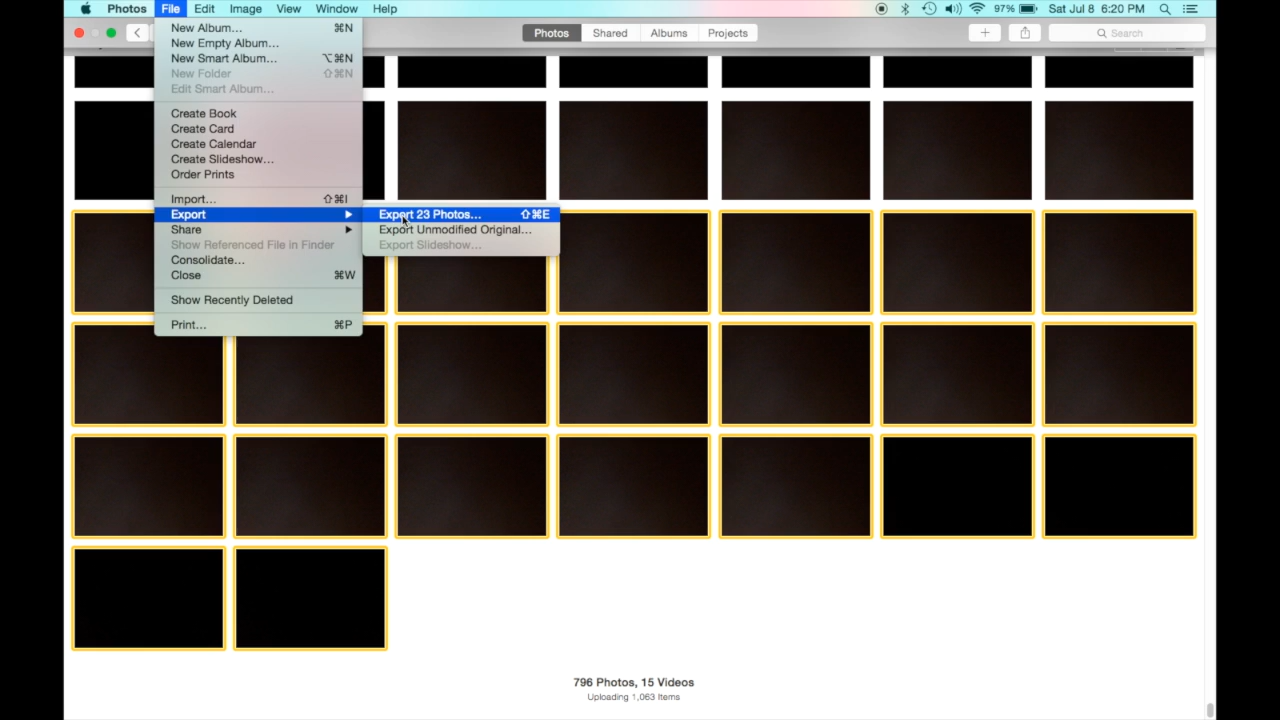 Photos File Edit Image View Window Help 97% Sat Jul 8 6:20 PM
Photos Shared Albums Projects + Search
New Album... ⌘N
New Empty Album...
New Smart Album... ⌥⌘N
New Folder ⇧⌘N
Edit Smart Album...
Create Book
Create Card
Create Calendar
Create Slideshow...
Order Prints
Import... ⇧⌘I
Export ▶ Export 23 Photos... ⇧⌘E
Share ▶ Export Unmodified Original...
Show Referenced File in Finder Export Slideshow...
Consolidate...
Close ⌘W
Show Recently Deleted
Print... ⌘P
796 Photos, 15 Videos
Uploading 1,063 Items